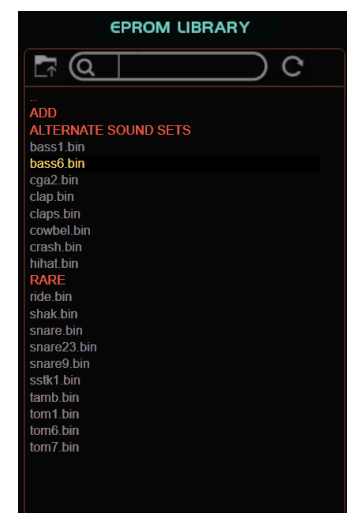 EPROM LIBRARY
..
ADD
ALTERNATE SOUND SETS
bass1.bin
bass6.bin
cga2.bin
clap.bin
claps.bin
cowbel.bin
crash.bin
hihat.bin
RARE
ride.bin
shak.bin
snare.bin
snare23.bin
snare9.bin
sstk1.bin
tamb.bin
tom1.bin
tom6.bin
tom7.bin